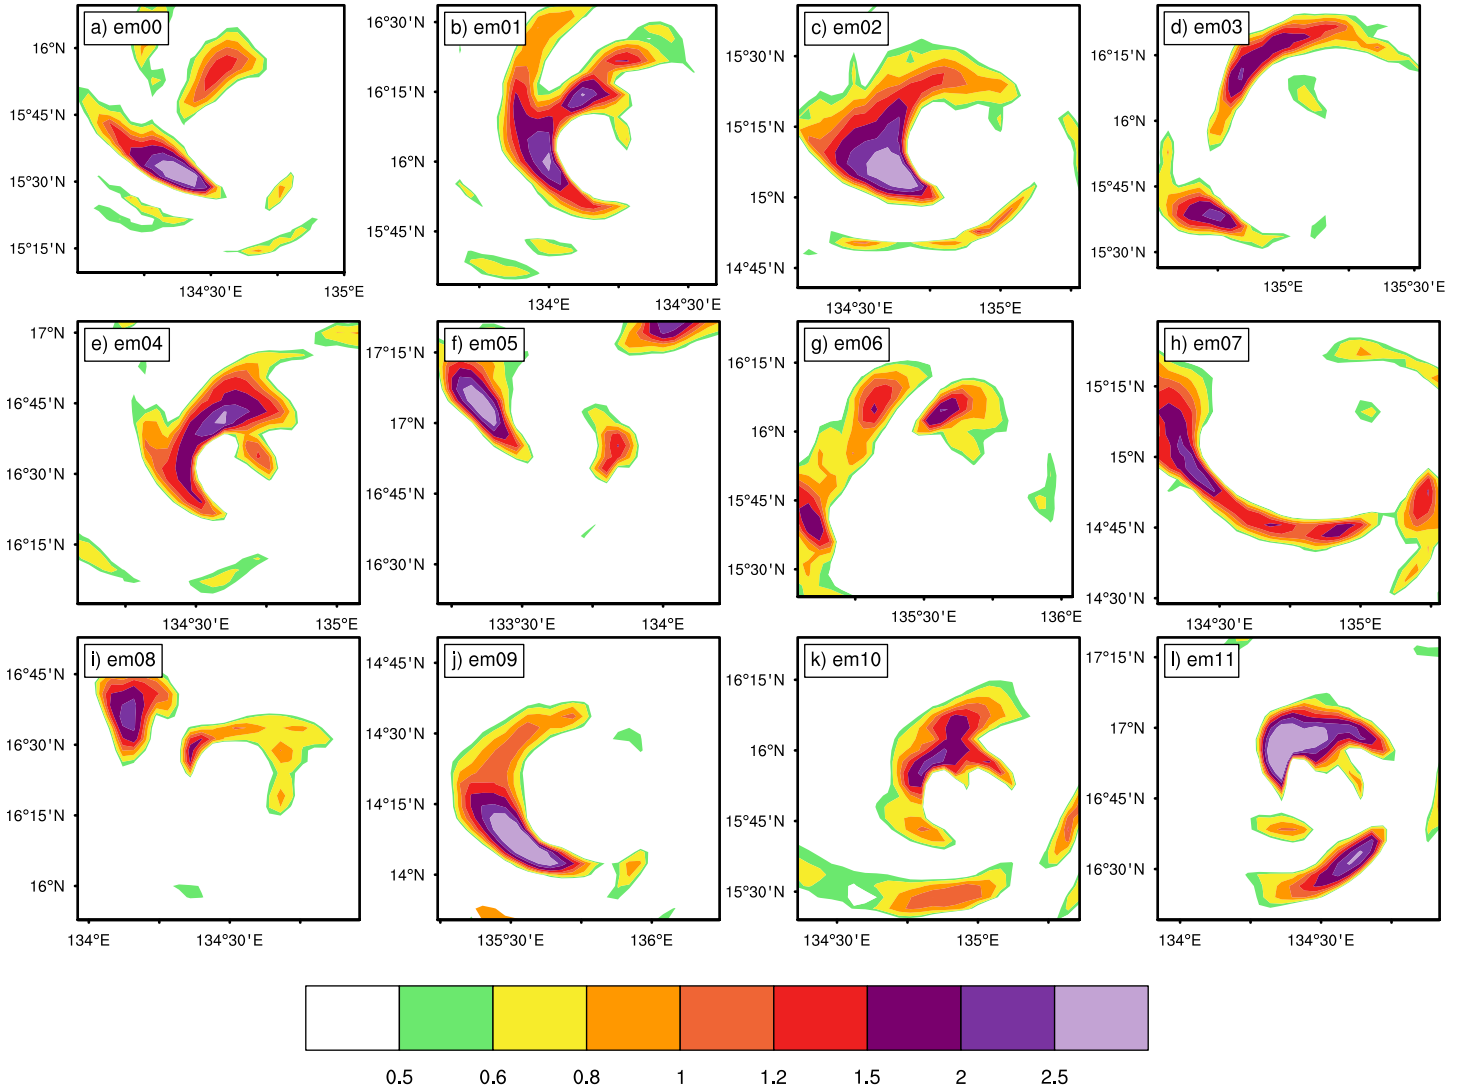 a) em00
16°N
15°45'N
15°30'N
15°15'N
134°30'E
135°E
b) em01
16°30'N
16°15'N
16°N
15°45'N
134°E
134°30'E
c) em02
15°30'N
15°15'N
15°N
14°45'N
134°30'E
135°E
d) em03
16°15'N
16°N
15°45'N
15°30'N
135°E
135°30'E
e) em04
17°N
16°45'N
16°30'N
16°15'N
134°30'E
135°E
f) em05
17°15'N
17°N
16°45'N
16°30'N
133°30'E
134°E
g) em06
16°15'N
16°N
15°45'N
15°30'N
135°30'E
136°E
h) em07
15°15'N
15°N
14°45'N
14°30'N
134°30'E
135°E
i) em08
16°45'N
16°30'N
16°15'N
16°N
134°E
134°30'E
j) em09
14°45'N
14°30'N
14°15'N
14°N
135°30'E
136°E
k) em10
16°15'N
16°N
15°45'N
15°30'N
134°30'E
135°E
l) em11
17°15'N
17°N
16°45'N
16°30'N
134°E
134°30'E
0.5 0.6 0.8 1 1.2 1.5 2 2.5